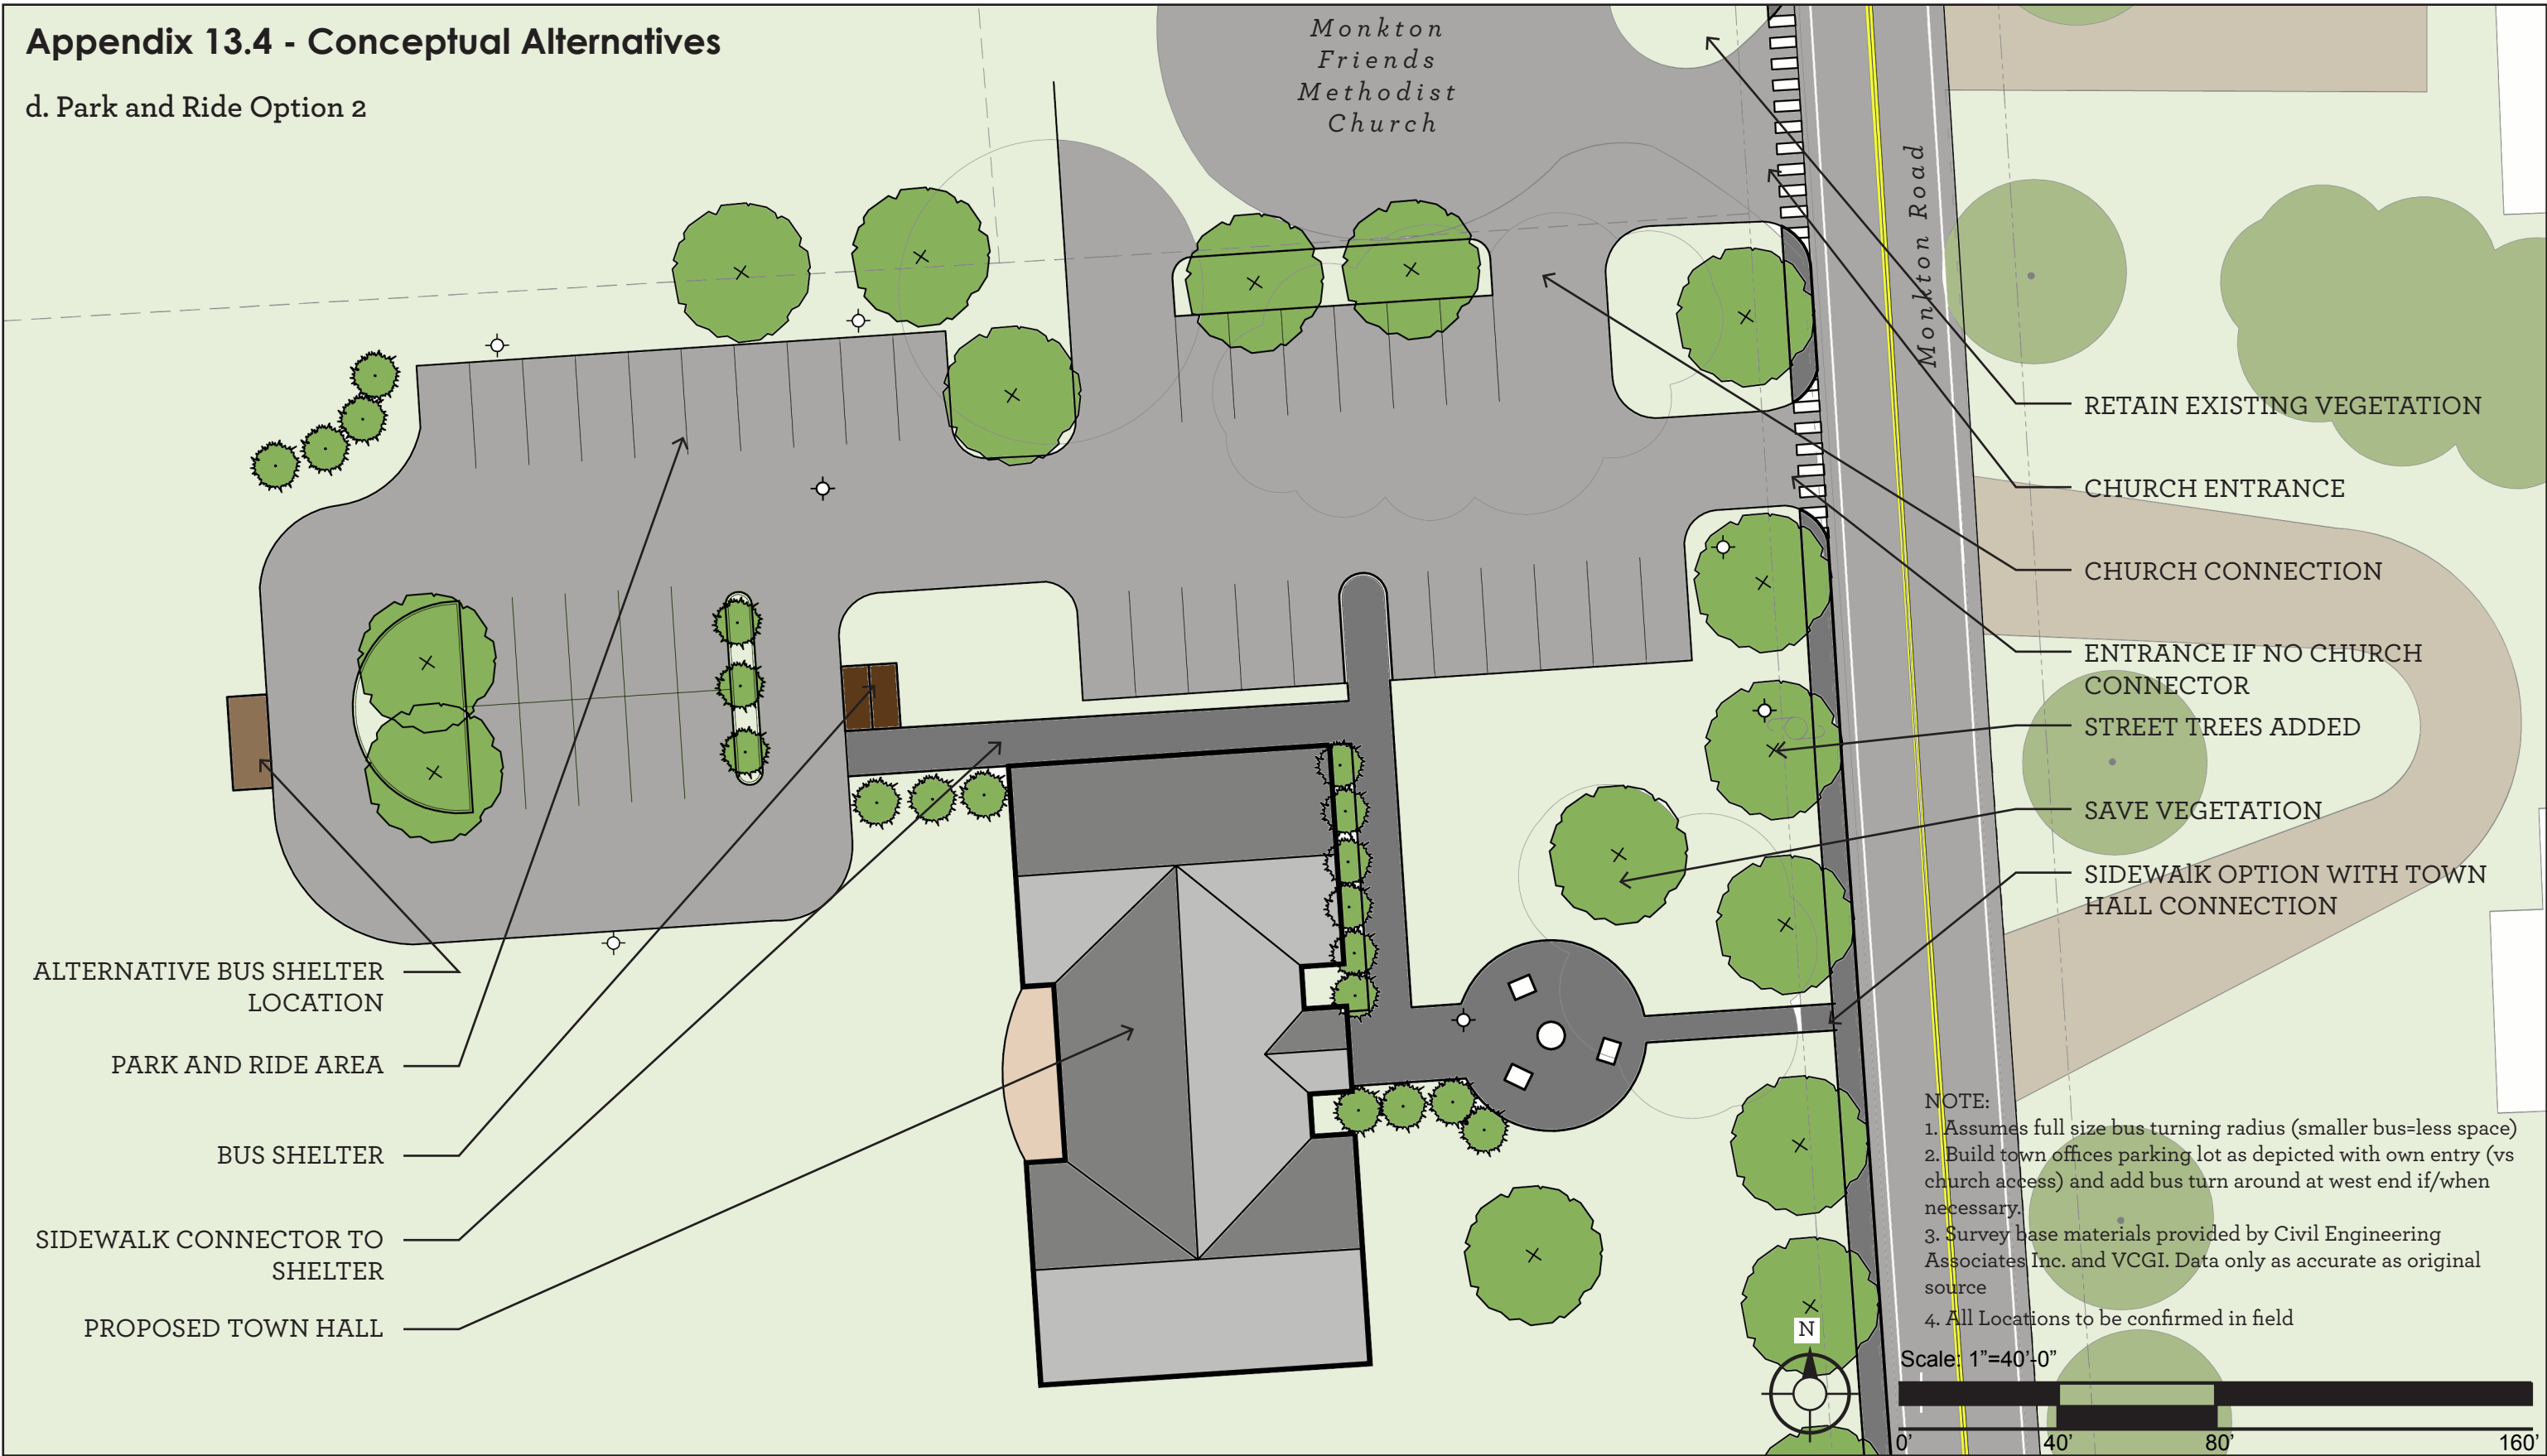 Appendix 13.4 - Conceptual Alternatives
d. Park and Ride Option 2
Monkton
Friends
Methodist
Church
Monkton Road
RETAIN EXISTING VEGETATION
CHURCH ENTRANCE
CHURCH CONNECTION
ENTRANCE IF NO CHURCH
CONNECTOR
STREET TREES ADDED
SAVE VEGETATION
SIDEWAlK OPTION WITH TOWN
HALL CONNECTION
ALTERNATIVE BUS SHELTER
LOCATION
PARK AND RIDE AREA
BUS SHELTER
SIDEWALK CONNECTOR TO
SHELTER
PROPOSED TOWN HALL
NOTE:
1. Assumes full size bus turning radius (smaller bus=less space)
2. Build town offices parking lot as depicted with own entry (vs
church access) and add bus turn around at west end if/when
necessary.
3. Survey base materials provided by Civil Engineering
Associates Inc. and VCGI. Data only as accurate as original
source
4. All Locations to be confirmed in field
N
Scale: 1"=40'-0"
0' 40' 80' 160'